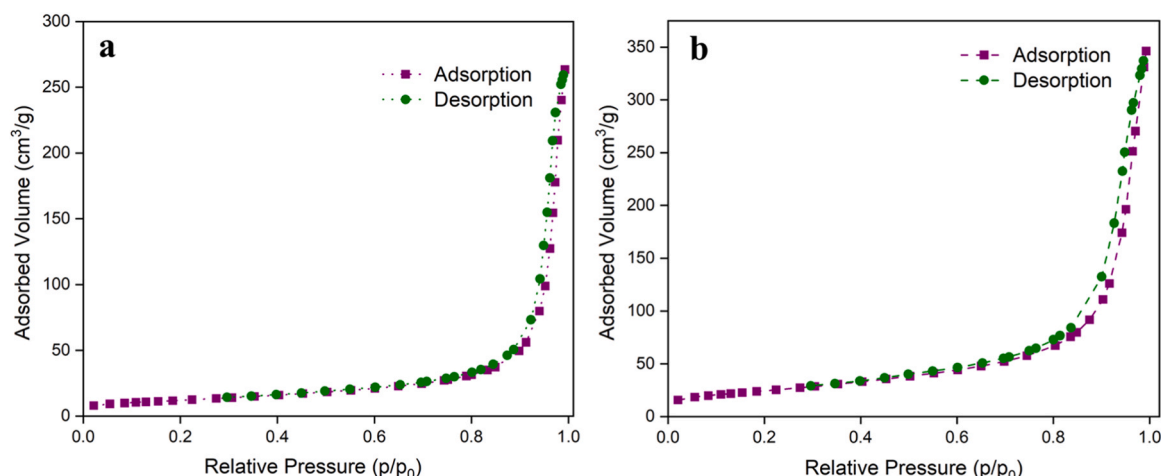 a
Adsorption
Desorption
Adsorbed Volume (cm³/g)
300
250
200
150
100
50
0
0.0 0.2 0.4 0.6 0.8 1.0
Relative Pressure (p/p₀)
b
Adsorption
Desorption
Adsorbed Volume (cm³/g)
350
300
250
200
150
100
50
0
0.0 0.2 0.4 0.6 0.8 1.0
Relative Pressure (p/p₀)